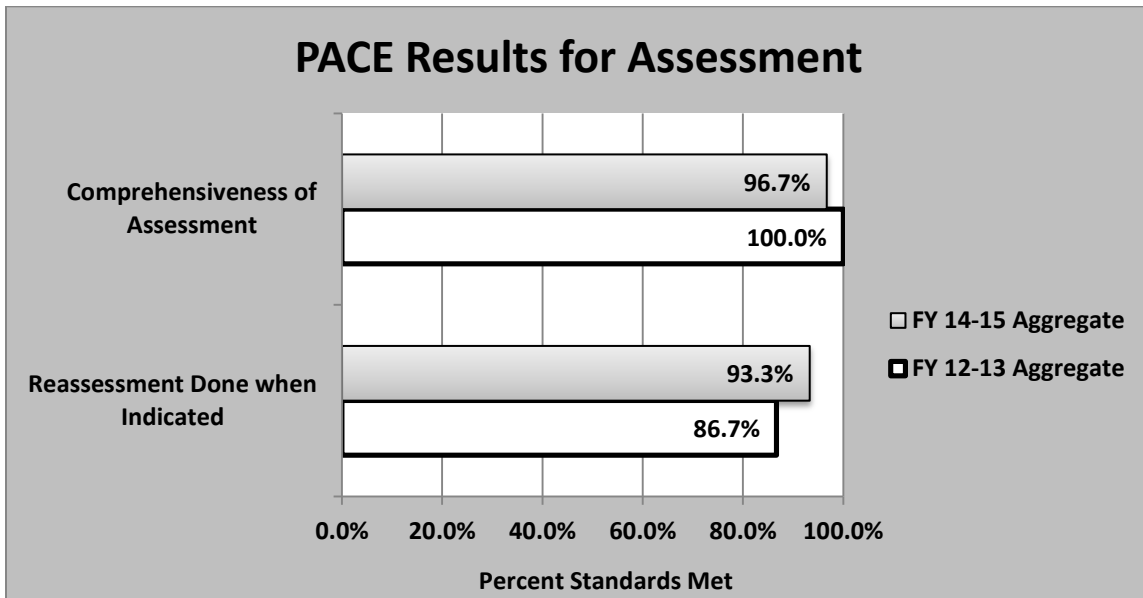 PACE Results for Assessment
Comprehensiveness of
Assessment
96.7%
100.0%
Reassessment Done when
Indicated
93.3%
86.7%
FY 14-15 Aggregate
FY 12-13 Aggregate
0.0% 20.0% 40.0% 60.0% 80.0% 100.0%
Percent Standards Met